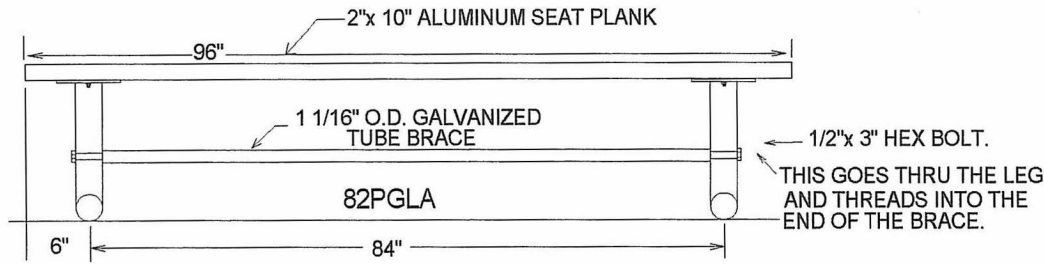 2"x 10" ALUMINUM SEAT PLANK
96"
1 1/16" O.D. GALVANIZED
TUBE BRACE
1/2"x 3" HEX BOLT.
THIS GOES THRU THE LEG
AND THREADS INTO THE
END OF THE BRACE.
82PGLA
6"
84"